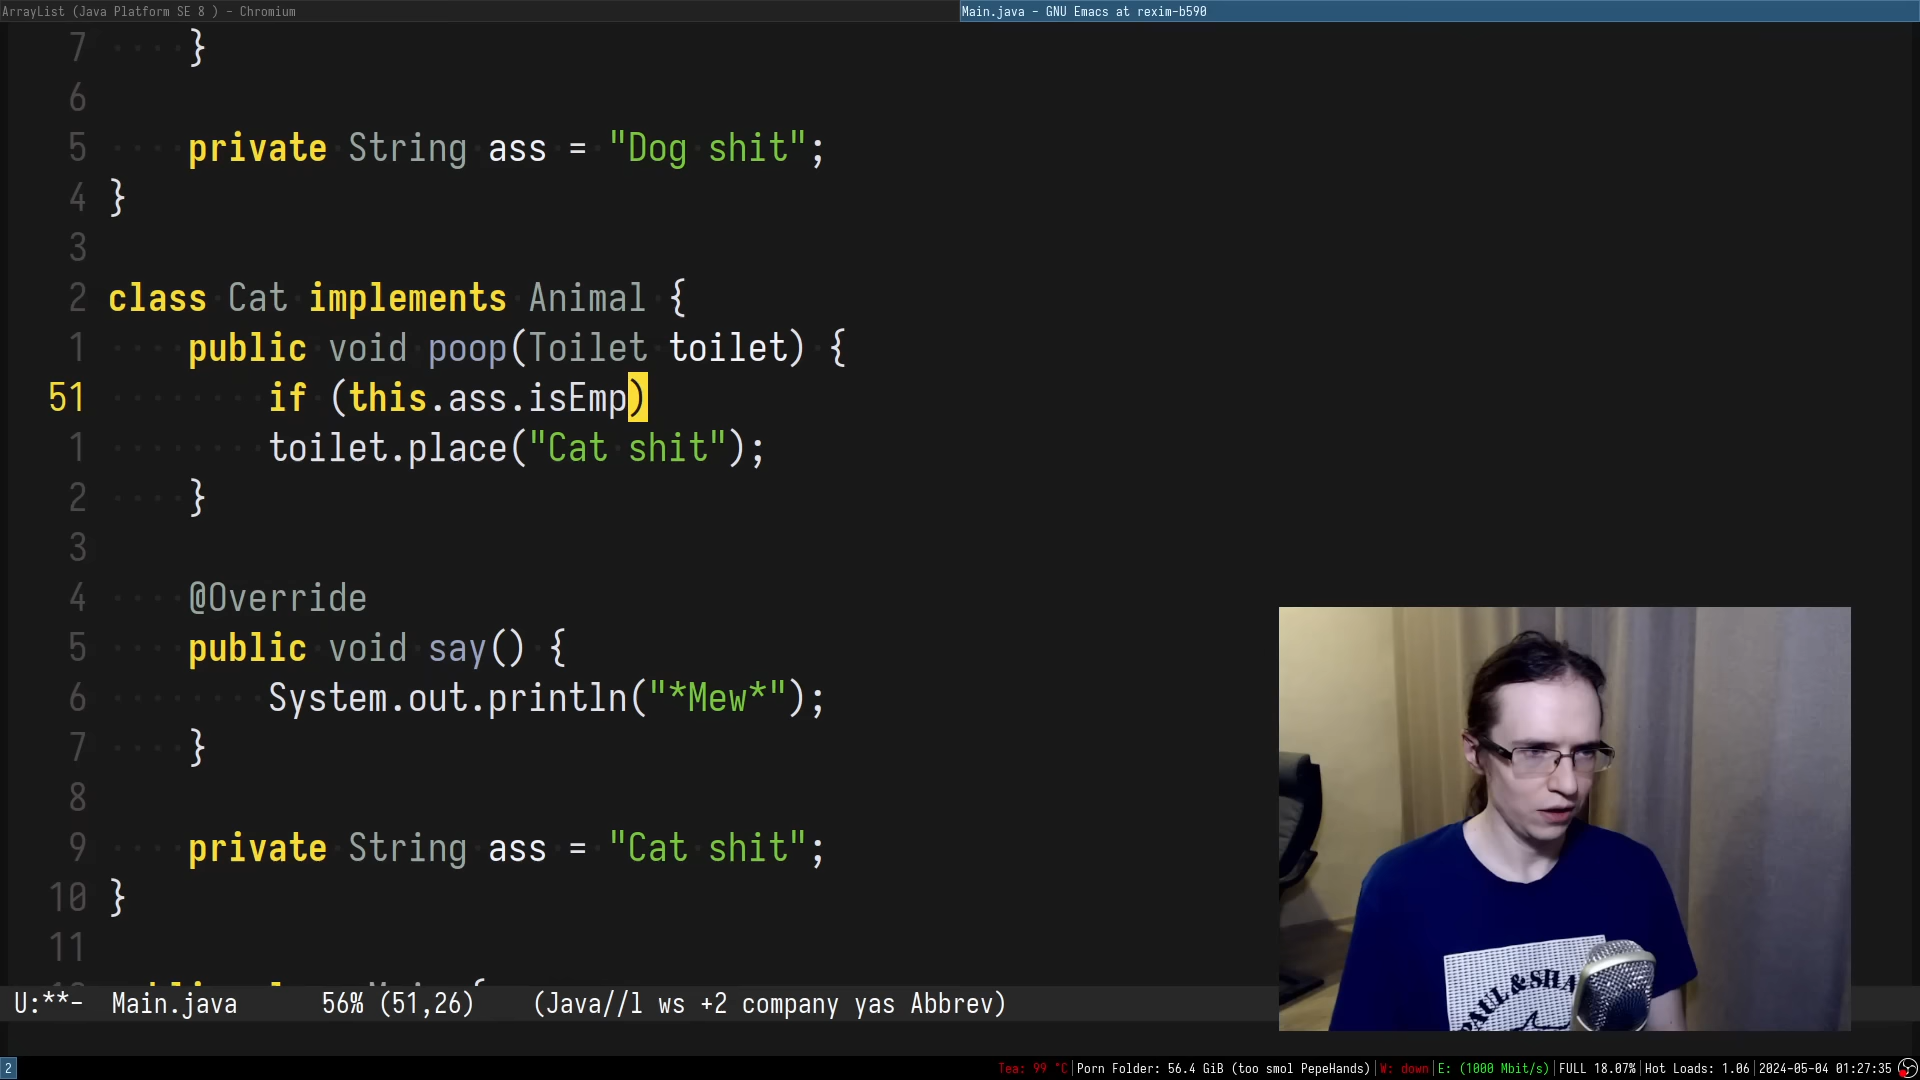 ArrayList (Java Platform SE 8 ) - Chromium
Main.java - GNU Emacs at rexim-b590
7 }
6
5 private String ass = "Dog shit";
4 }
3
2 class Cat implements Animal {
1 public void poop(Toilet toilet) {
51 if (this.ass.isEmp)
1 toilet.place("Cat shit");
2 }
3
4 @Override
5 public void say() {
6 System.out.println("*Mew*");
7 }
8
9 private String ass = "Cat shit";
10 }
11
U:**- Main.java 56% (51,26) (Java//l ws +2 company yas Abbrev)
2
Tea: 99 °C|Porn Folder: 56.4 GiB (too smol PepeHands)|W: down|E: (1000 Mbit/s)|FULL 18.07%|Hot Loads: 1.06|2024-05-04 01:27:35